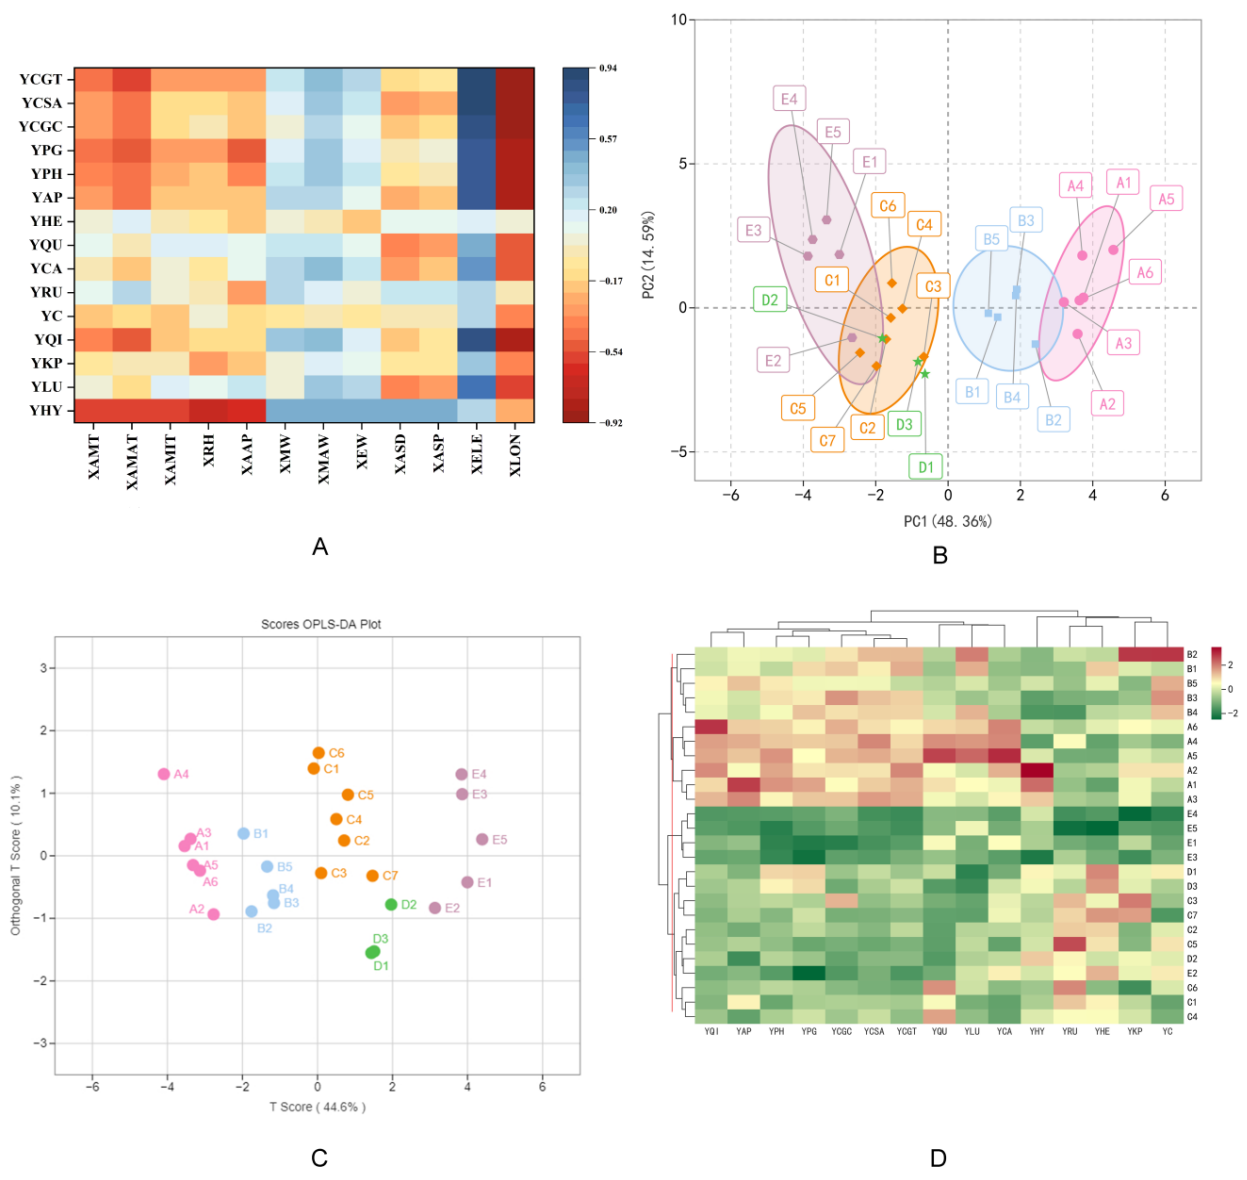 YCGT
YCSA
YCGC
YPG
YPH
YAP
YHE
YQU
YCA
YRU
YC
YQI
YKP
YLU
YHY
XAMT XAMAT XAMIT XRH XAAP XMW XMAW XEW XASD XASP XELE XLON
0.94
0.57
0.20
-0.17
-0.54
-0.92
A
10
5
0
−5
PC2 (14. 59%)
E4
E5
E1
E3
C6
C4
C1
C3
D2
E2
C5
C7
C2
D3
D1
B5
B3
B1
B4
B2
A4
A1
A5
A6
A3
A2
−6 −4 −2 0 2 4 6
PC1 (48. 36%)
B
Scores OPLS-DA Plot
3
2
1
0
−1
−2
−3
Orthogonal T Score ( 10.1% )
A4
A3
A1
A5
A6
A2
B1
B5
B4
B3
B2
C6
C1
C5
C4
C2
C3
C7
D2
D3
D1
E4
E3
E5
E1
E2
−6 −4 −2 0 2 4 6
T Score ( 44.6% )
C
B2
B1
B5
B3
B4
A6
A4
A5
A2
A1
A3
E4
E5
E1
E3
D1
D3
C3
C7
C2
C5
D2
E2
C6
C1
C4
YQI YAP YPH YPG YCGC YCSA YCGT YQU YLU YCA YHY YRU YHE YKP YC
2
0
−2
D